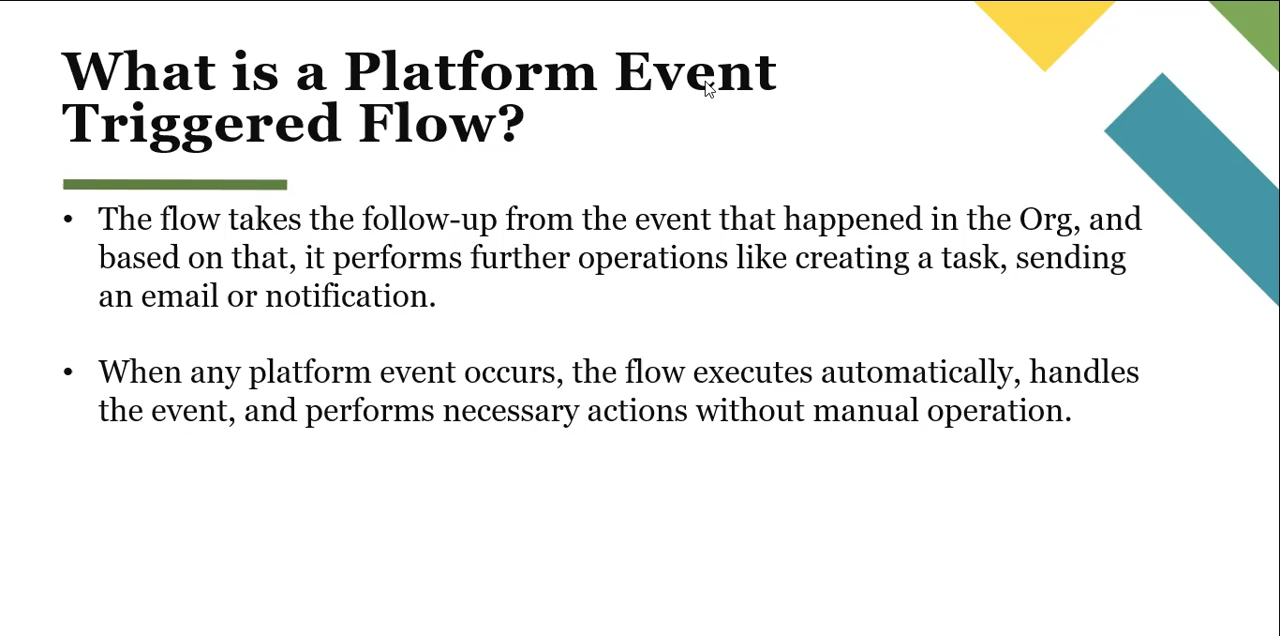 What is a Platform Event
Triggered Flow?
• The flow takes the follow-up from the event that happened in the Org, and
based on that, it performs further operations like creating a task, sending
an email or notification.
• When any platform event occurs, the flow executes automatically, handles
the event, and performs necessary actions without manual operation.